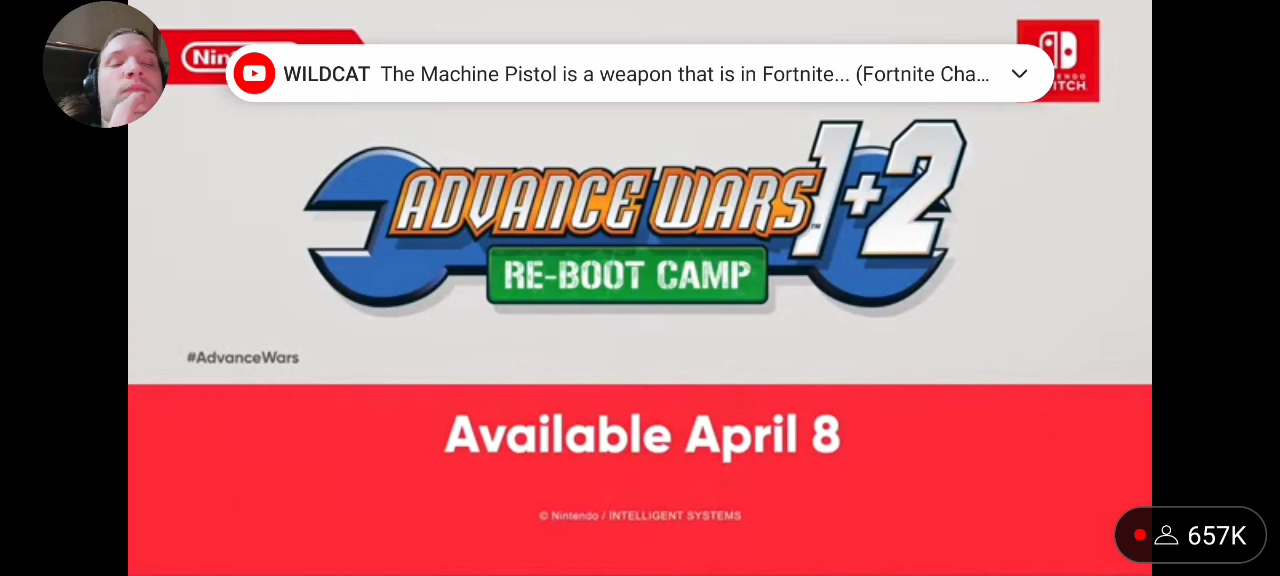 WILDCAT The Machine Pistol is a weapon that is in Fortnite... (Fortnite Cha...
ADVANCE WARS™ 1+2
RE-BOOT CAMP
#AdvanceWars
Available April 8
© Nintendo / INTELLIGENT SYSTEMS
657K